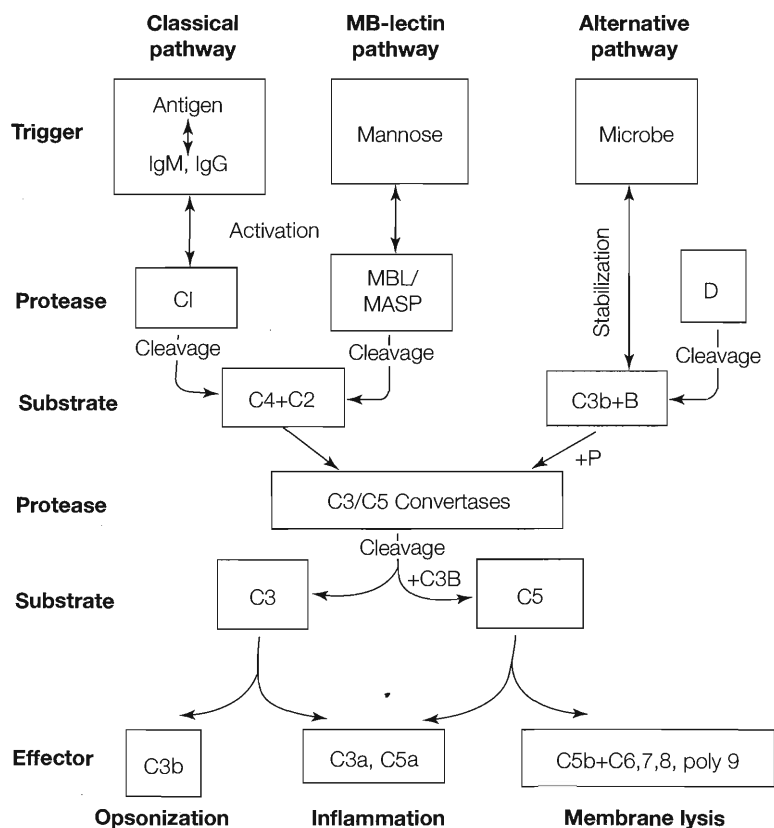 Classical pathway
MB-lectin pathway
Alternative pathway
Trigger
Antigen
IgM, IgG
Mannose
Microbe
Activation
Stabilization
Protease
CI
MBL/
MASP
D
Cleavage
Cleavage
Cleavage
Substrate
C4+C2
C3b+B
+P
Protease
C3/C5 Convertases
Cleavage
+C3B
Substrate
C3
C5
Effector
C3b
C3a, C5a
C5b+C6,7,8, poly 9
Opsonization
Inflammation
Membrane lysis